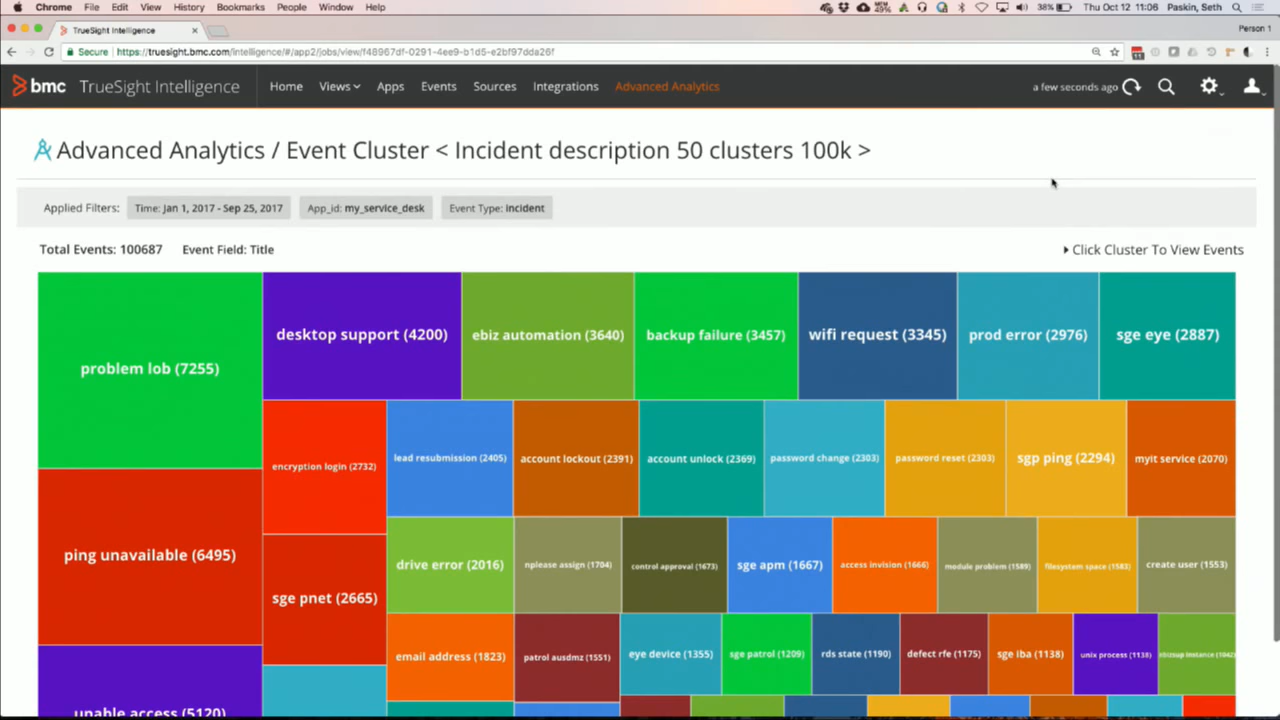 Chrome File Edit View History Bookmarks People Window Help
38% Thu Oct 12 11:06 Paskin, Seth
TrueSight Intelligence
Person 1
Secure https://truesight.bmc.com/intelligence/#/app2/jobs/view/f48967df-0291-4ee9-b1d5-e2bf97dda26f
bmc TrueSight Intelligence Home Views Apps Events Sources Integrations Advanced Analytics a few seconds ago
Advanced Analytics / Event Cluster < Incident description 50 clusters 100k >
Applied Filters: Time: Jan 1, 2017 - Sep 25, 2017 App_id: my_service_desk Event Type: incident
Total Events: 100687 Event Field: Title Click Cluster To View Events
problem lob (7255)
desktop support (4200) ebiz automation (3640) backup failure (3457) wifi request (3345) prod error (2976) sge eye (2887)
encryption login (2732) lead resubmission (2405) account lockout (2391) account unlock (2369) password change (2303) password reset (2303) sgp ping (2294) myit service (2070)
ping unavailable (6495)
sge pnet (2665)
drive error (2016) nplease assign (1704) control approval (1673) sge apm (1667) access invision (1666) module problem (1589) filesystem space (1583) create user (1553)
email address (1823) patrol ausdmz (1551) eye device (1355) sge patrol (1209) rds state (1190) defect rfe (1175) sge iba (1138) unix process (1138) ebizsup instance (1042)
unable access (5120)